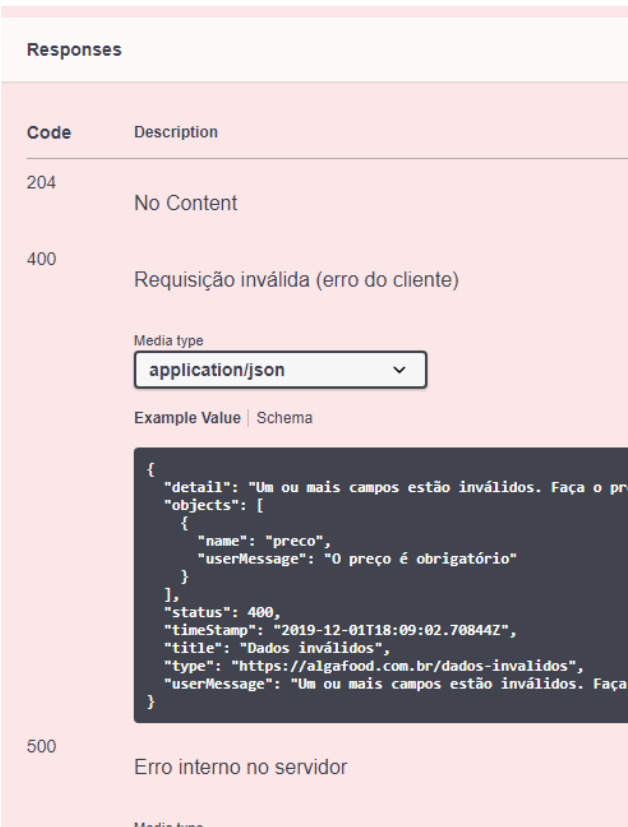 Responses
Code Description
204
No Content
400
Requisição inválida (erro do cliente)
Media type
application/json
Example Value Schema
{
"detail": "Um ou mais campos estão inválidos. Faça o pr
"objects": [
{
"name": "preco",
"userMessage": "O preço é obrigatório"
}
],
"status": 400,
"timeStamp": "2019-12-01T18:09:02.70844Z",
"title": "Dados inválidos",
"type": "https://algafood.com.br/dados-invalidos",
"userMessage": "Um ou mais campos estão inválidos. Faça
}
500
Erro interno no servidor
Media type